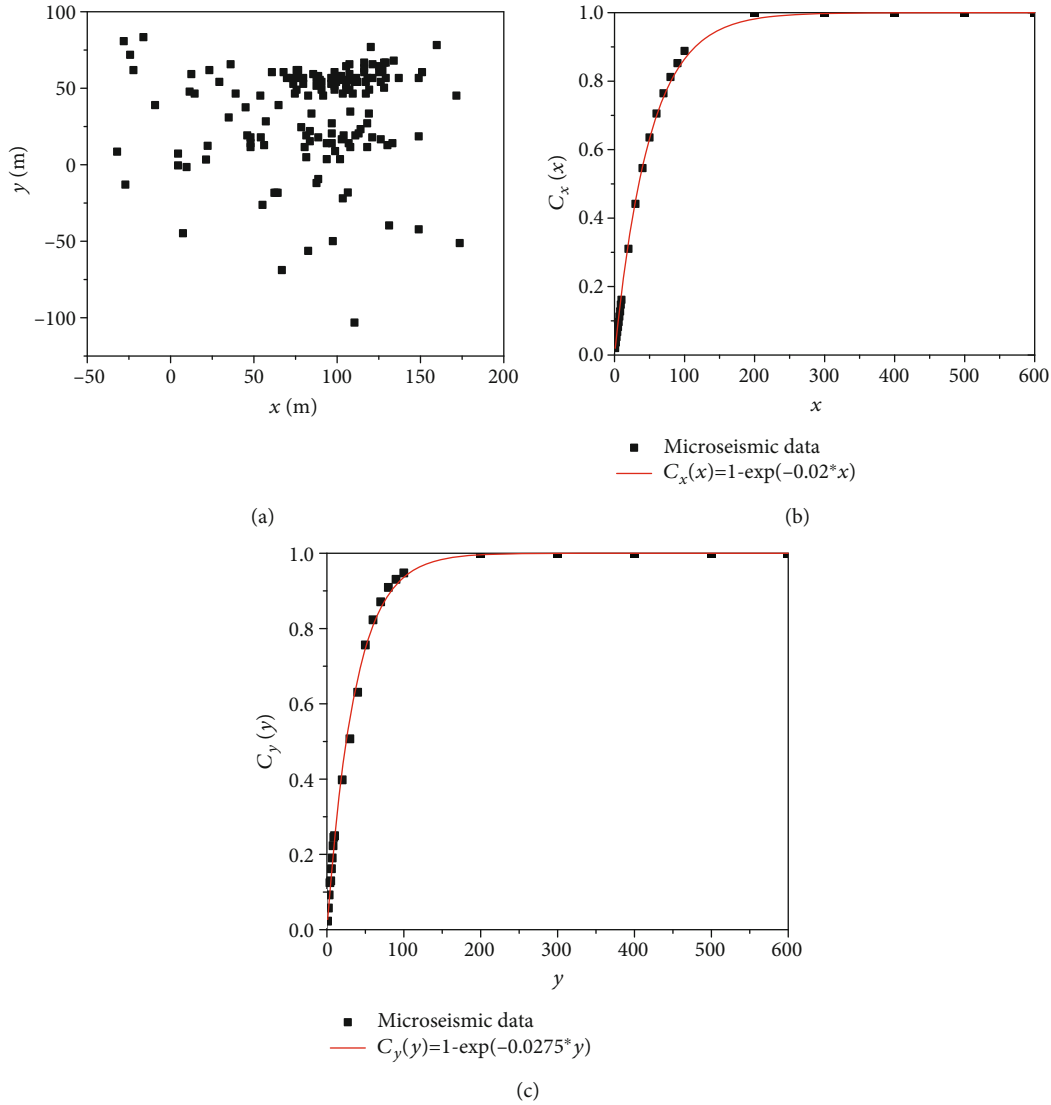 100
50
0
−50
−100
y (m)
−50
0
50
100
150
200
x (m)
(a)
1.0
0.8
0.6
0.4
0.2
0.0
C_x (x)
0
100
200
300
400
500
600
x
Microseismic data
C_x(x)=1-exp(−0.02*x)
(b)
1.0
0.8
0.6
0.4
0.2
0.0
C_y (y)
0
100
200
300
400
500
600
y
Microseismic data
C_y(y)=1-exp(−0.0275*y)
(c)